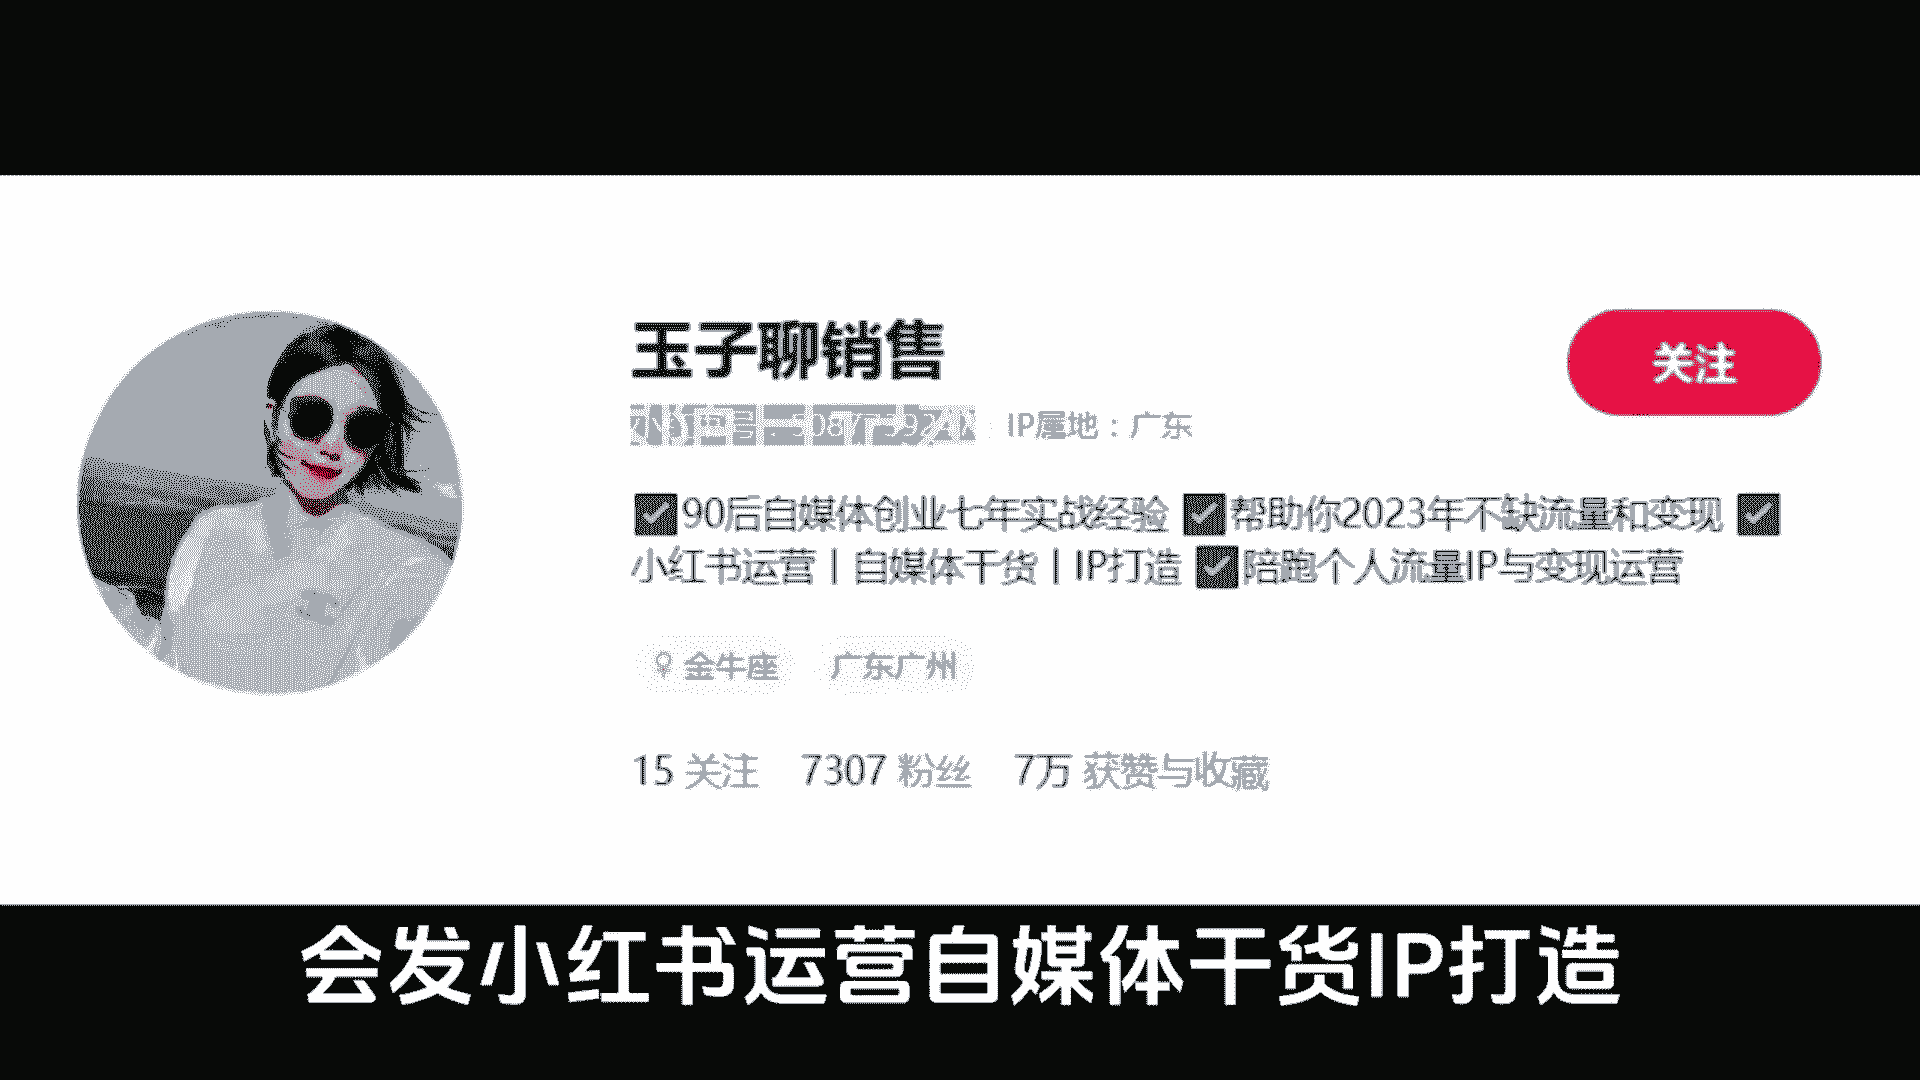 玉子聊销售
关注
IP属地：广东
90后自媒体创业七年实战经验 帮助你2023年不缺流量和变现
小红书运营丨自媒体干货丨IP打造 陪跑个人流量IP与变现运营
金牛座 广东广州
15 关注 7307 粉丝 7万 获赞与收藏
会发小红书运营自媒体干货IP打造